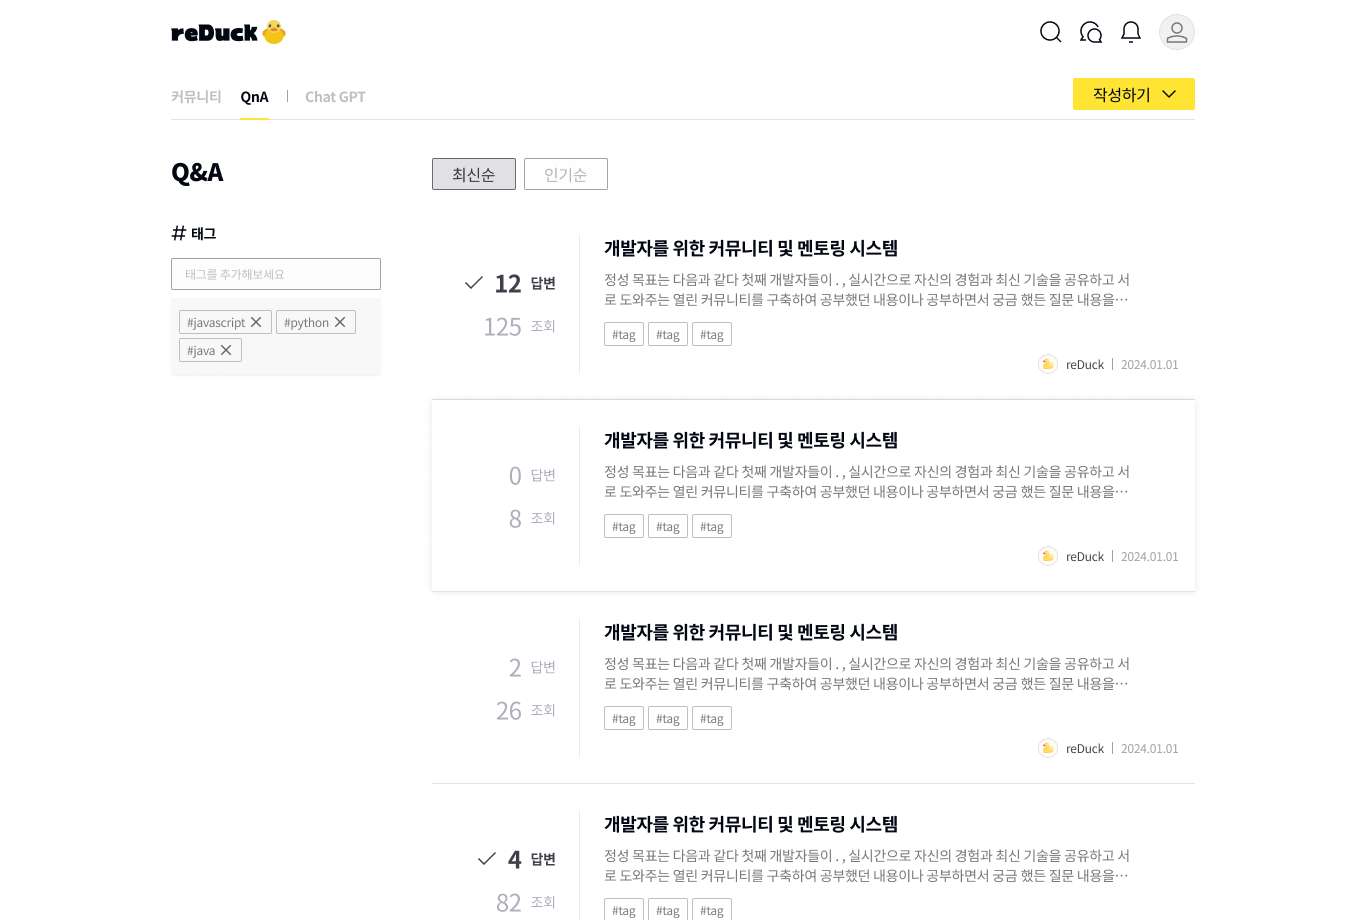 reDuck
커뮤니티 QnA Chat GPT
작성하기
Q&A
최신순 인기순
# 태그
태그를 추가해보세요
#javascript #python
#java
12 답변
125 조회
개발자를 위한 커뮤니티 및 멘토링 시스템
정성 목표는 다음과 같다 첫째 개발자들이 . , 실시간으로 자신의 경험과 최신 기술을 공유하고 서
로 도와주는 열린 커뮤니티를 구축하여 공부했던 내용이나 공부하면서 궁금 했든 질문 내용을…
#tag #tag #tag
reDuck | 2024.01.01
0 답변
8 조회
개발자를 위한 커뮤니티 및 멘토링 시스템
정성 목표는 다음과 같다 첫째 개발자들이 . , 실시간으로 자신의 경험과 최신 기술을 공유하고 서
로 도와주는 열린 커뮤니티를 구축하여 공부했던 내용이나 공부하면서 궁금 했든 질문 내용을…
#tag #tag #tag
reDuck | 2024.01.01
2 답변
26 조회
개발자를 위한 커뮤니티 및 멘토링 시스템
정성 목표는 다음과 같다 첫째 개발자들이 . , 실시간으로 자신의 경험과 최신 기술을 공유하고 서
로 도와주는 열린 커뮤니티를 구축하여 공부했던 내용이나 공부하면서 궁금 했든 질문 내용을…
#tag #tag #tag
reDuck | 2024.01.01
4 답변
82 조회
개발자를 위한 커뮤니티 및 멘토링 시스템
정성 목표는 다음과 같다 첫째 개발자들이 . , 실시간으로 자신의 경험과 최신 기술을 공유하고 서
로 도와주는 열린 커뮤니티를 구축하여 공부했던 내용이나 공부하면서 궁금 했든 질문 내용을…
#tag #tag #tag